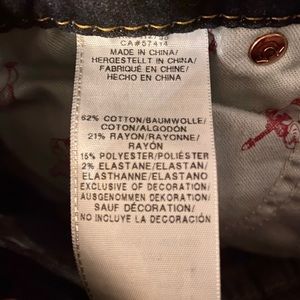 CA#57414
MADE IN CHINA/
HERGESTELLT IN CHINA/
FABRIQUÉ EN CHINE/
HECHO EN CHINA
62% COTTON/BAUMWOLLE/
COTON/ALGODÓN
21% RAYON/RAYONNE/
RAYÓN
15% POLYESTER/POLIÉSTER
2% ELASTANE/ELASTAN/
ELASTHANNE/ELASTANO
EXCLUSIVE OF DECORATION/
AUSGENOMMEN DEKORATION/
SAUF DÉCORATION/
NO INCLUYE LA DECORACIÓN